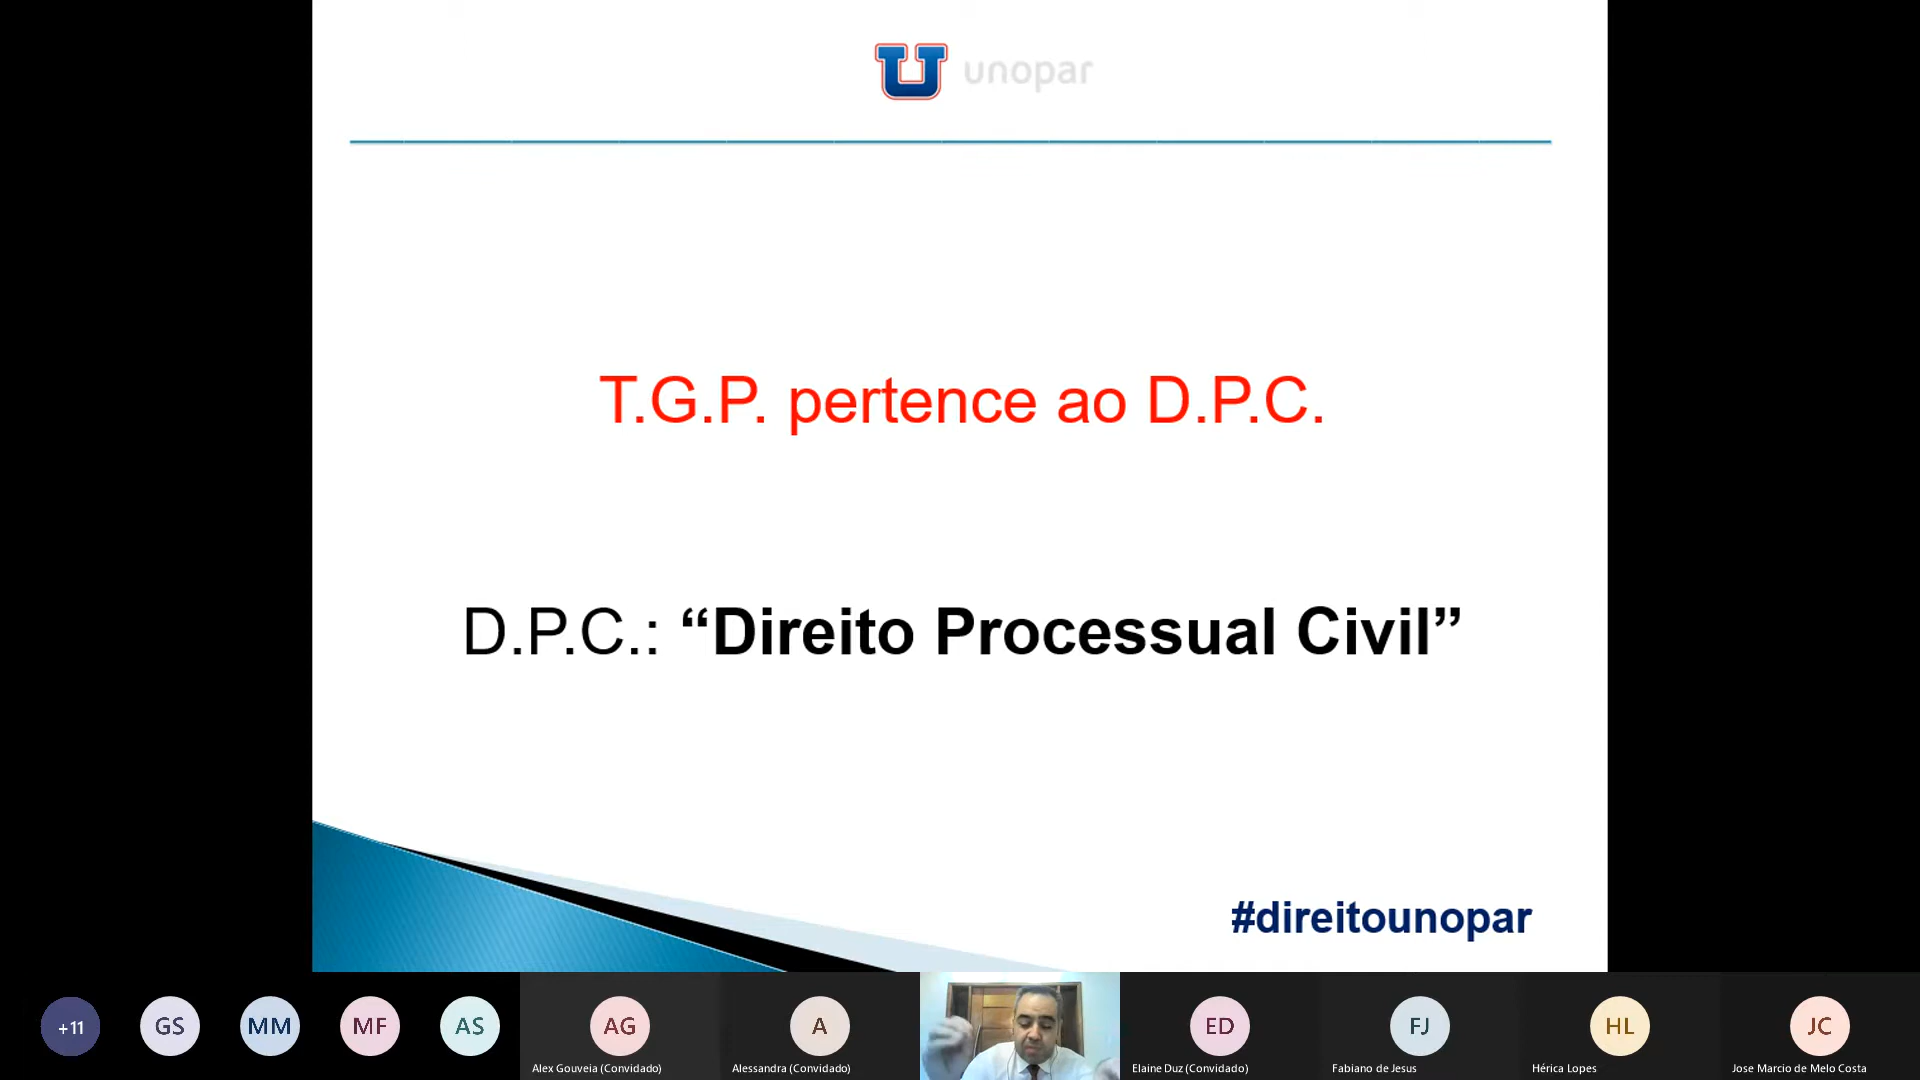 unopar
T.G.P. pertence ao D.P.C.
D.P.C.: “Direito Processual Civil”
#direitounopar
+11
GS
MM
MF
AS
AG
A
ED
FJ
HL
JC
Alex Gouveia (Convidado)
Alessandra (Convidado)
Elaine Duz (Convidado)
Fabiano de Jesus
Hérica Lopes
Jose Marcio de Melo Costa